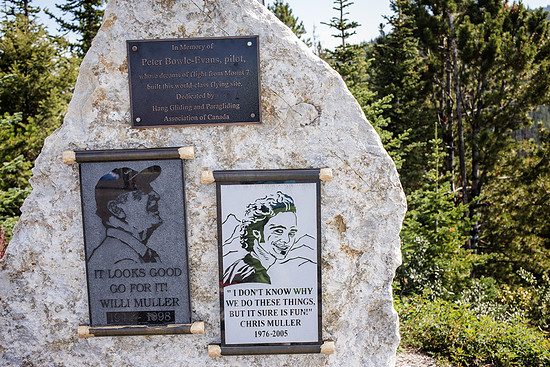 In Memory of
Peter Bowle-Evans, pilot,
whose dreams of flight from Mount 7
built this world-class flying site.
Dedicated by
Hang Gliding and Paragliding
Association of Canada
IT LOOKS GOOD
GO FOR IT!
WILLI MULLER
1998
" I DON'T KNOW WHY
WE DO THESE THINGS,
BUT IT SURE IS FUN!"
CHRIS MULLER
1976-2005